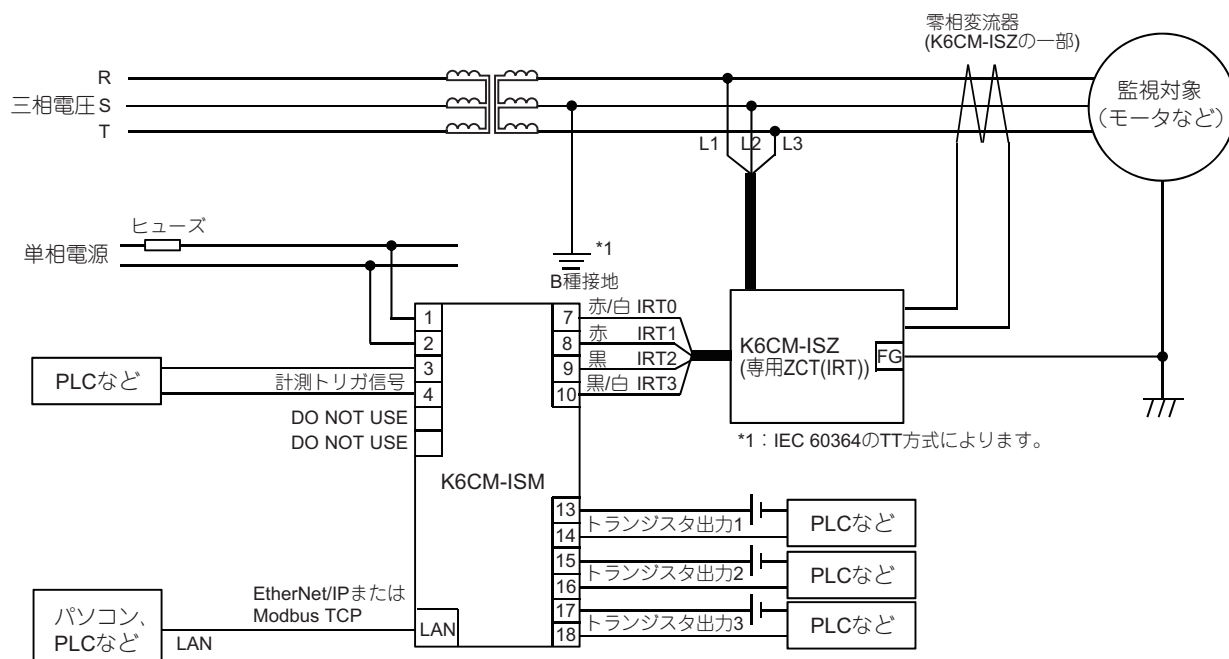 零相変流器
(K6CM-ISZの一部)
R
三相電圧 S
T
監視対象
(モータなど)
L1 L2 L3
ヒューズ
単相電源
*1
B種接地
1
2
3
4
7
8
9
10
赤/白 IRT0
赤 IRT1
黒 IRT2
黒/白 IRT3
K6CM-ISZ
(専用ZCT(IRT))
FG
PLCなど
計測トリガ信号
DO NOT USE
DO NOT USE
*1：IEC 60364のTT方式によります。
K6CM-ISM
13
14
トランジスタ出力1
PLCなど
15
16
トランジスタ出力2
PLCなど
17
18
トランジスタ出力3
PLCなど
EtherNet/IPまたは
Modbus TCP
LAN
パソコン、
PLCなど
LAN